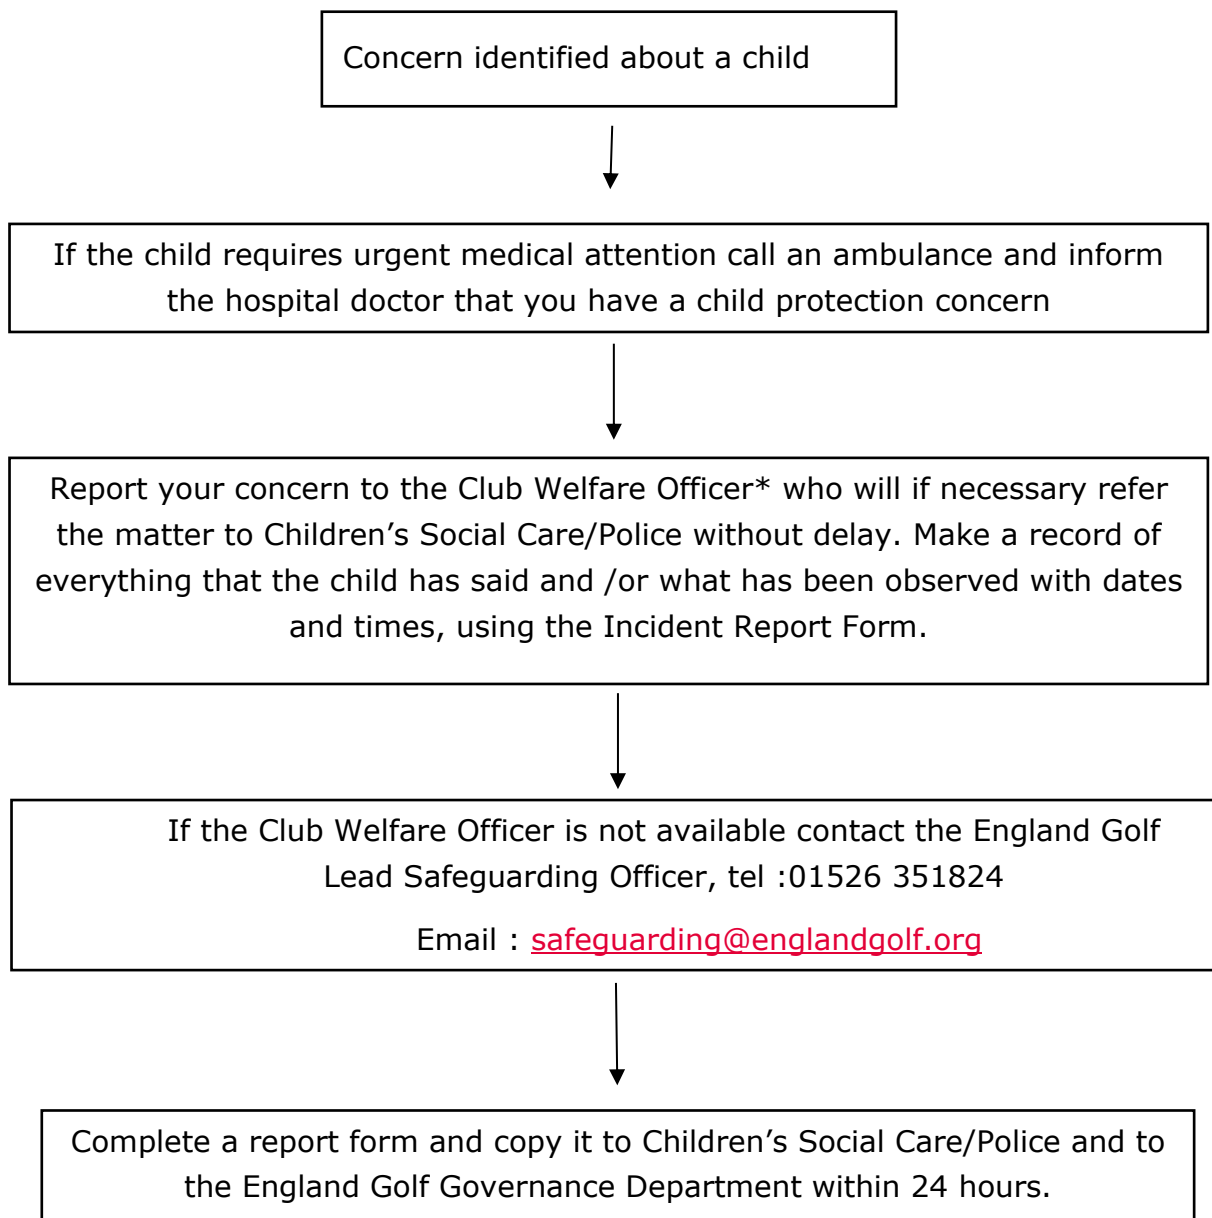 Concern identified about a child
If the child requires urgent medical attention call an ambulance and inform
the hospital doctor that you have a child protection concern
Report your concern to the Club Welfare Officer* who will if necessary refer
the matter to Children’s Social Care/Police without delay. Make a record of
everything that the child has said and /or what has been observed with dates
and times, using the Incident Report Form.
If the Club Welfare Officer is not available contact the England Golf
Lead Safeguarding Officer, tel :01526 351824
Email : safeguarding@englandgolf.org
Complete a report form and copy it to Children’s Social Care/Police and to
the England Golf Governance Department within 24 hours.